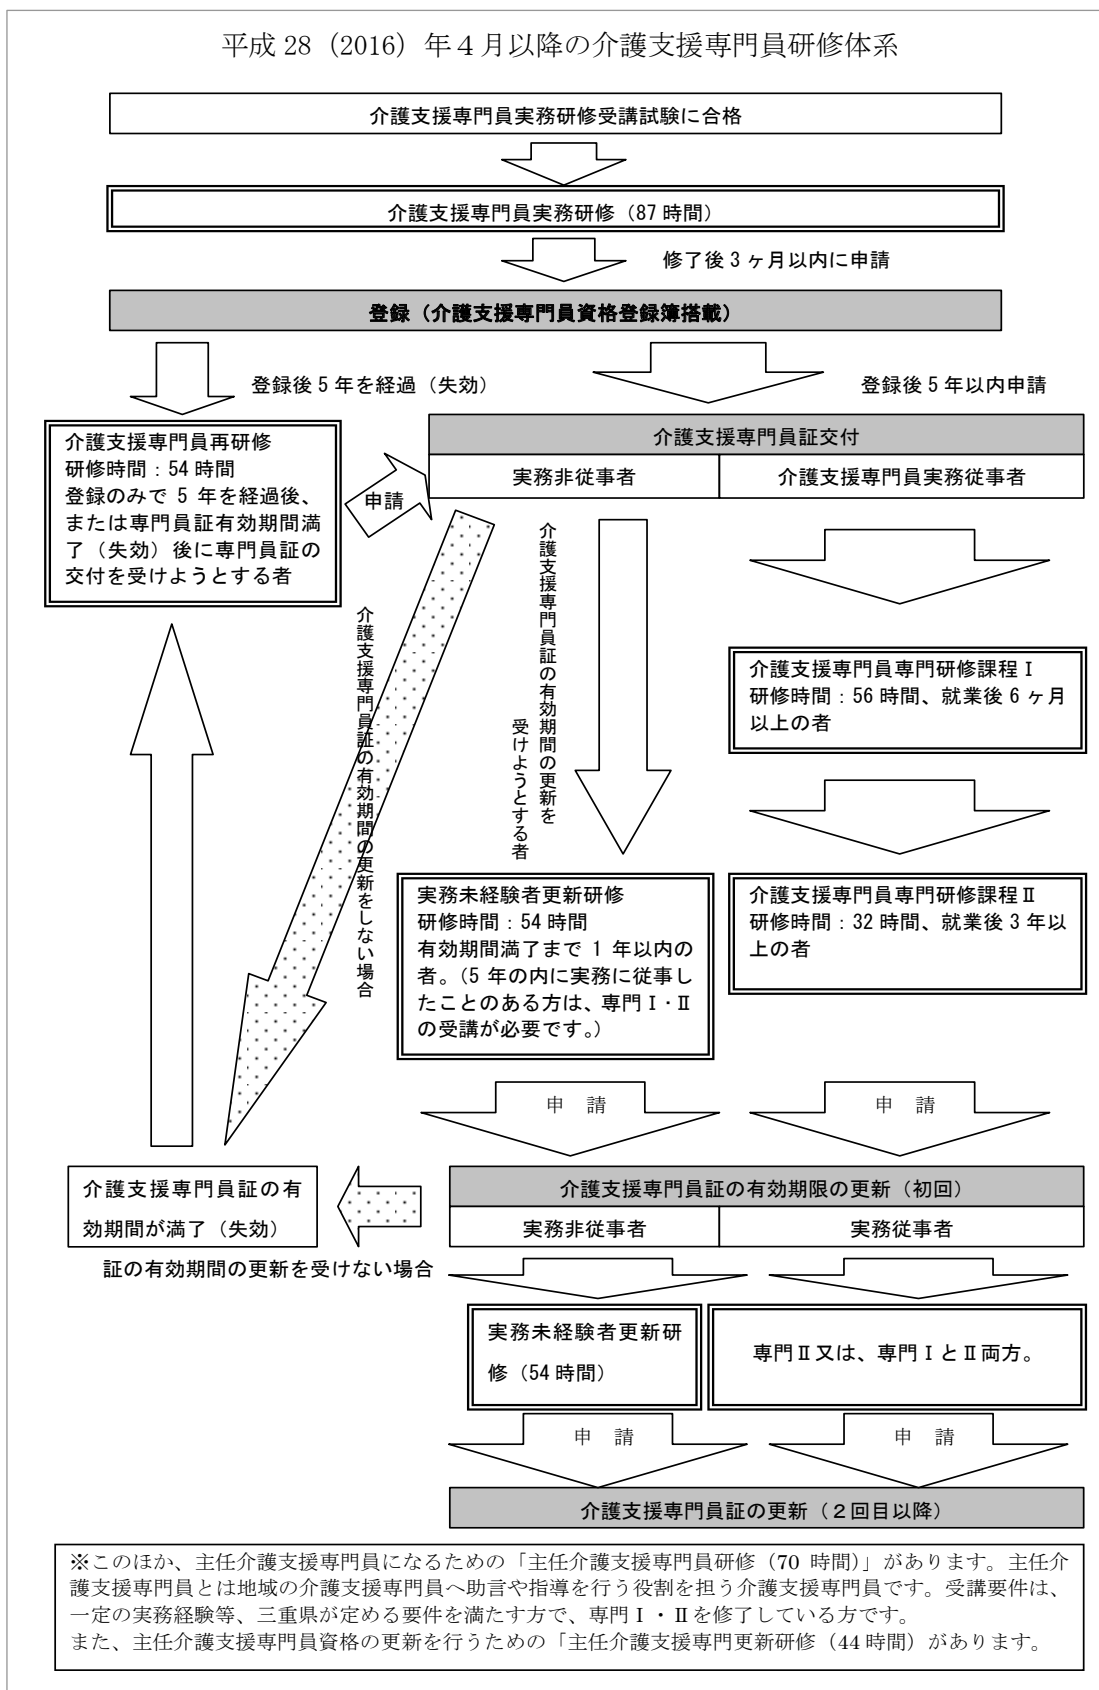 平成 28（2016）年４月以降の介護支援専門員研修体系
介護支援専門員実務研修受講試験に合格
介護支援専門員実務研修（87 時間）
修了後 3 ヶ月以内に申請
登録（介護支援専門員資格登録簿搭載）
登録後 5 年を経過（失効）
登録後 5 年以内申請
介護支援専門員再研修
研修時間：54 時間
登録のみで 5 年を経過後、
または専門員証有効期間満
了（失効）後に専門員証の
交付を受けようとする者
申請
介護支援専門員証交付
実務非従事者
介護支援専門員実務従事者
介護支援専門員証の有効期間の更新をしない場合
介護支援専門員証の有効期間の更新を
受けようとする者
介護支援専門員専門研修課程Ⅰ
研修時間：56 時間、就業後 6 ヶ月
以上の者
実務未経験者更新研修
研修時間：54 時間
有効期間満了まで 1 年以内の
者。（5 年の内に実務に従事し
たことのある方は、専門Ⅰ・Ⅱ
の受講が必要です。）
介護支援専門員専門研修課程Ⅱ
研修時間：32 時間、就業後 3 年以
上の者
申　請
申　請
介護支援専門員証の有
効期間が満了（失効）
介護支援専門員証の有効期限の更新（初回）
実務非従事者
実務従事者
証の有効期間の更新を受けない場合
実務未経験者更新研
修（54 時間）
専門Ⅱ又は、専門ⅠとⅡ両方。
申　請
申　請
介護支援専門員証の更新（２回目以降）
※このほか、主任介護支援専門員になるための「主任介護支援専門員研修（70 時間）」があります。主任介
護支援専門員とは地域の介護支援専門員へ助言や指導を行う役割を担う介護支援専門員です。受講要件は、
一定の実務経験等、三重県が定める要件を満たす方で、専門Ⅰ・Ⅱを修了している方です。
また、主任介護支援専門員資格の更新を行うための「主任介護支援専門更新研修（44 時間）があります。